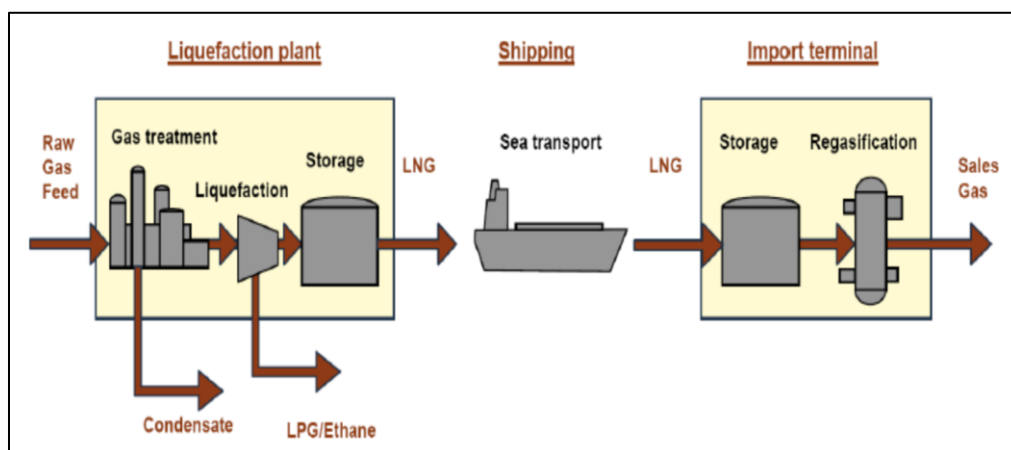 Liquefaction plant
Shipping
Import terminal
Raw
Gas
Feed
Gas treatment
Liquefaction
Storage
LNG
Sea transport
LNG
Storage
Regasification
Sales
Gas
Condensate
LPG/Ethane